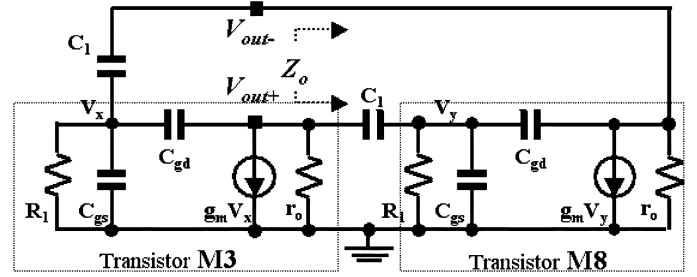 C1
Vout-
Zo
Vout+
C1
Vx
Vy
Cgd
Cgd
R1
Cgs
gmVx
ro
R1
Cgs
gmVy
ro
Transistor M3
Transistor M8